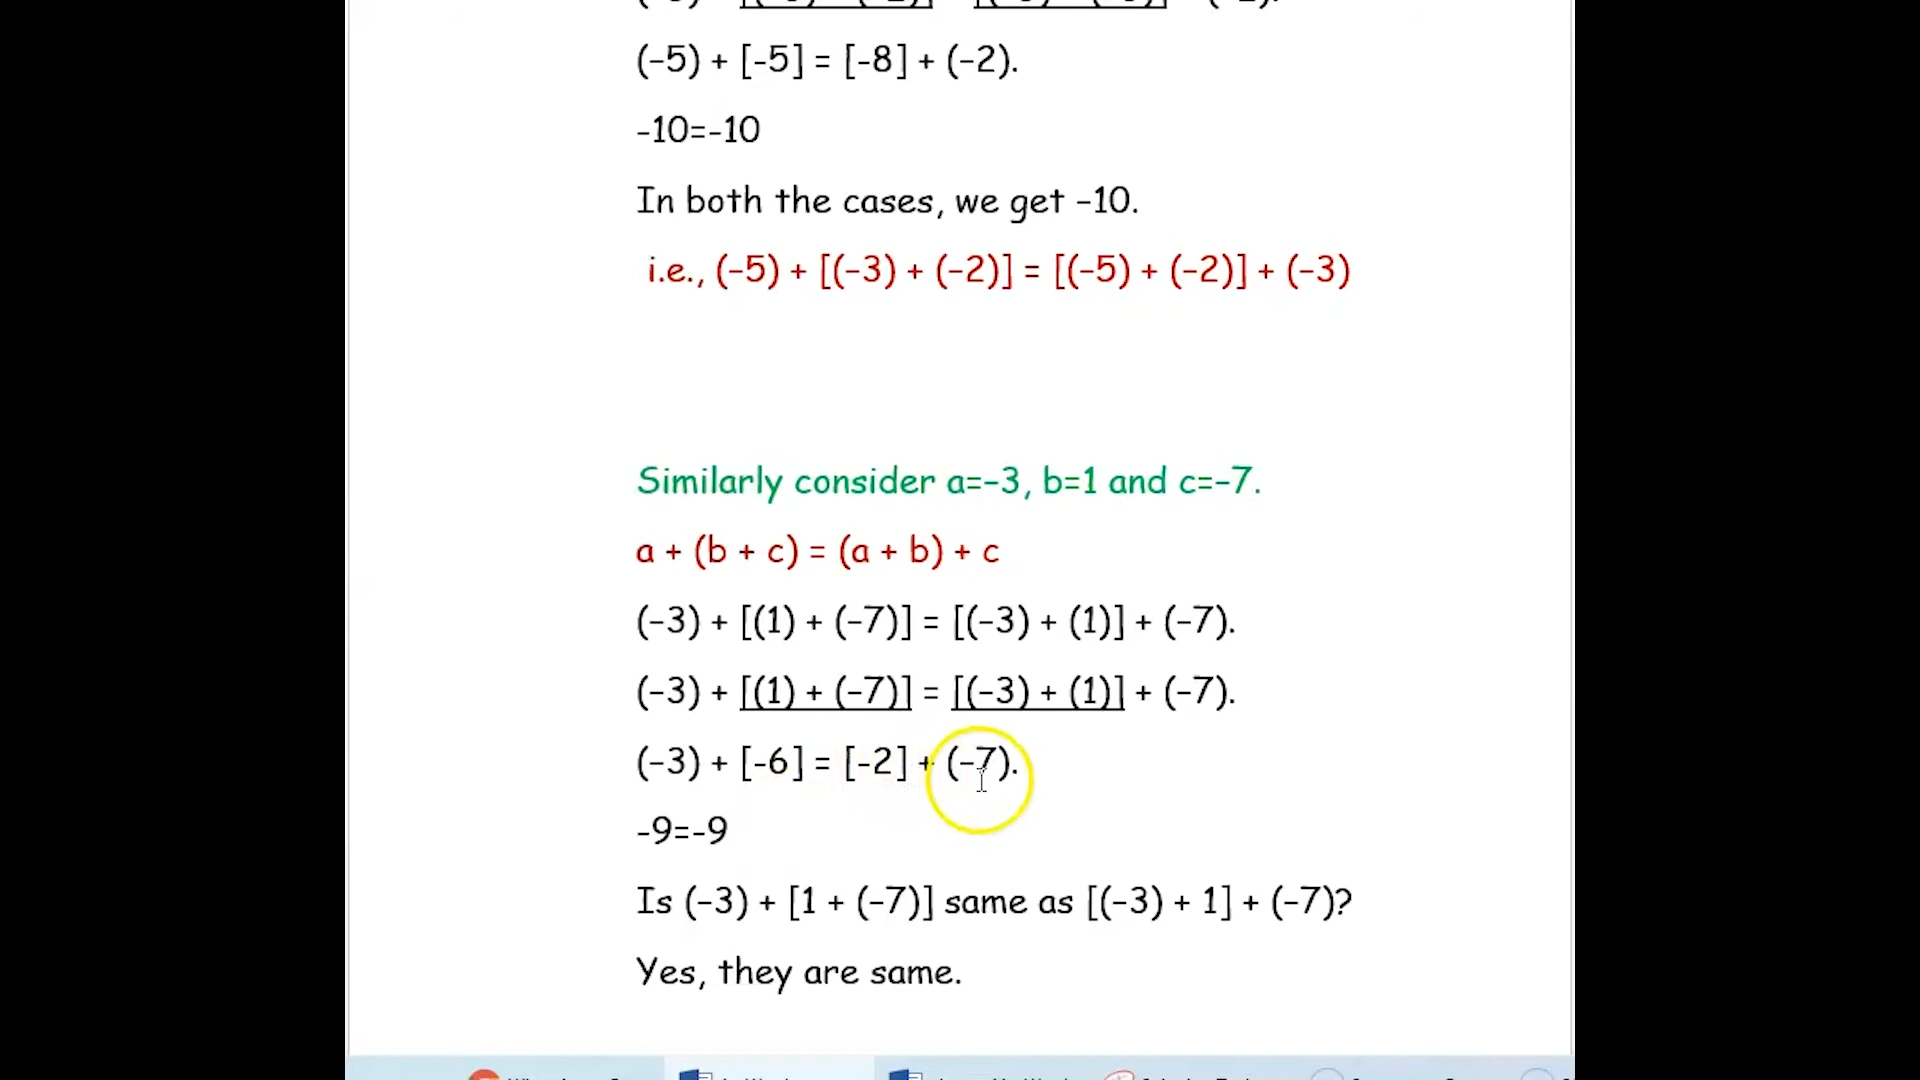 (-5) + [-5] = [-8] + (-2).
-10=-10
In both the cases, we get -10.
i.e., (-5) + [(-3) + (-2)] = [(-5) + (-2)] + (-3)
Similarly consider a=-3, b=1 and c=-7.
a + (b + c) = (a + b) + c
(-3) + [(1) + (-7)] = [(-3) + (1)] + (-7).
(-3) + [(1) + (-7)] = [(-3) + (1)] + (-7).
(-3) + [-6] = [-2] + (-7).
-9=-9
Is (-3) + [1 + (-7)] same as [(-3) + 1] + (-7)?
Yes, they are same.